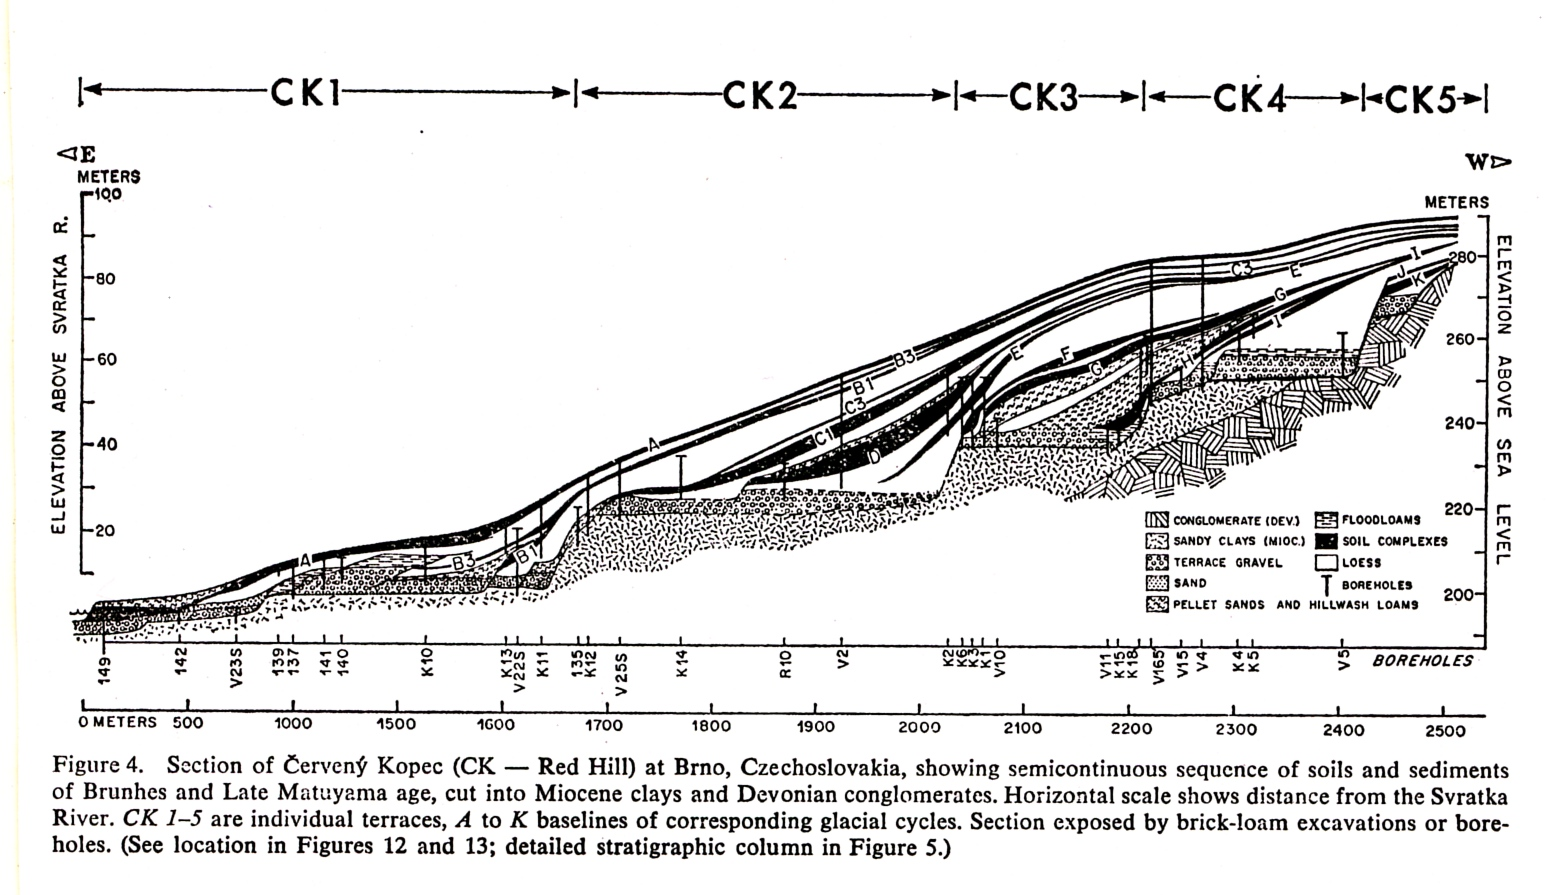 CK1 CK2 CK3 CK4 CK5
E W
METERS
METERS
100
80
60
40
20
ELEVATION ABOVE SVRATKA R.
280
260
240
220
200
ELEVATION ABOVE SEA LEVEL
A B3 B1 A B3 B1 C3 C1 D E F G H I G E C3 I J K
CONGLOMERATE (DEV.) FLOODLOAMS
SANDY CLAYS (MIOC.) SOIL COMPLEXES
TERRACE GRAVEL LOESS
SAND BOREHOLES
PELLET SANDS AND HILLWASH LOAMS
149 142 V23S 139 137 141 140 K10 K13 V22S K11 135 K12 V25S K14 R10 V2 K2 K6 K3 K1 V10 V11 K15 K18 V165 V15 V4 K4 K5 V5 BOREHOLES
0 METERS 500 1000 1500 1600 1700 1800 1900 2000 2100 2200 2300 2400 2500
Figure 4. Section of Červený Kopec (CK — Red Hill) at Brno, Czechoslovakia, showing semicontinuous sequence of soils and sediments
of Brunhes and Late Matuyama age, cut into Miocene clays and Devonian conglomerates. Horizontal scale shows distance from the Svratka
River. CK 1–5 are individual terraces, A to K baselines of corresponding glacial cycles. Section exposed by brick-loam excavations or bore-
holes. (See location in Figures 12 and 13; detailed stratigraphic column in Figure 5.)